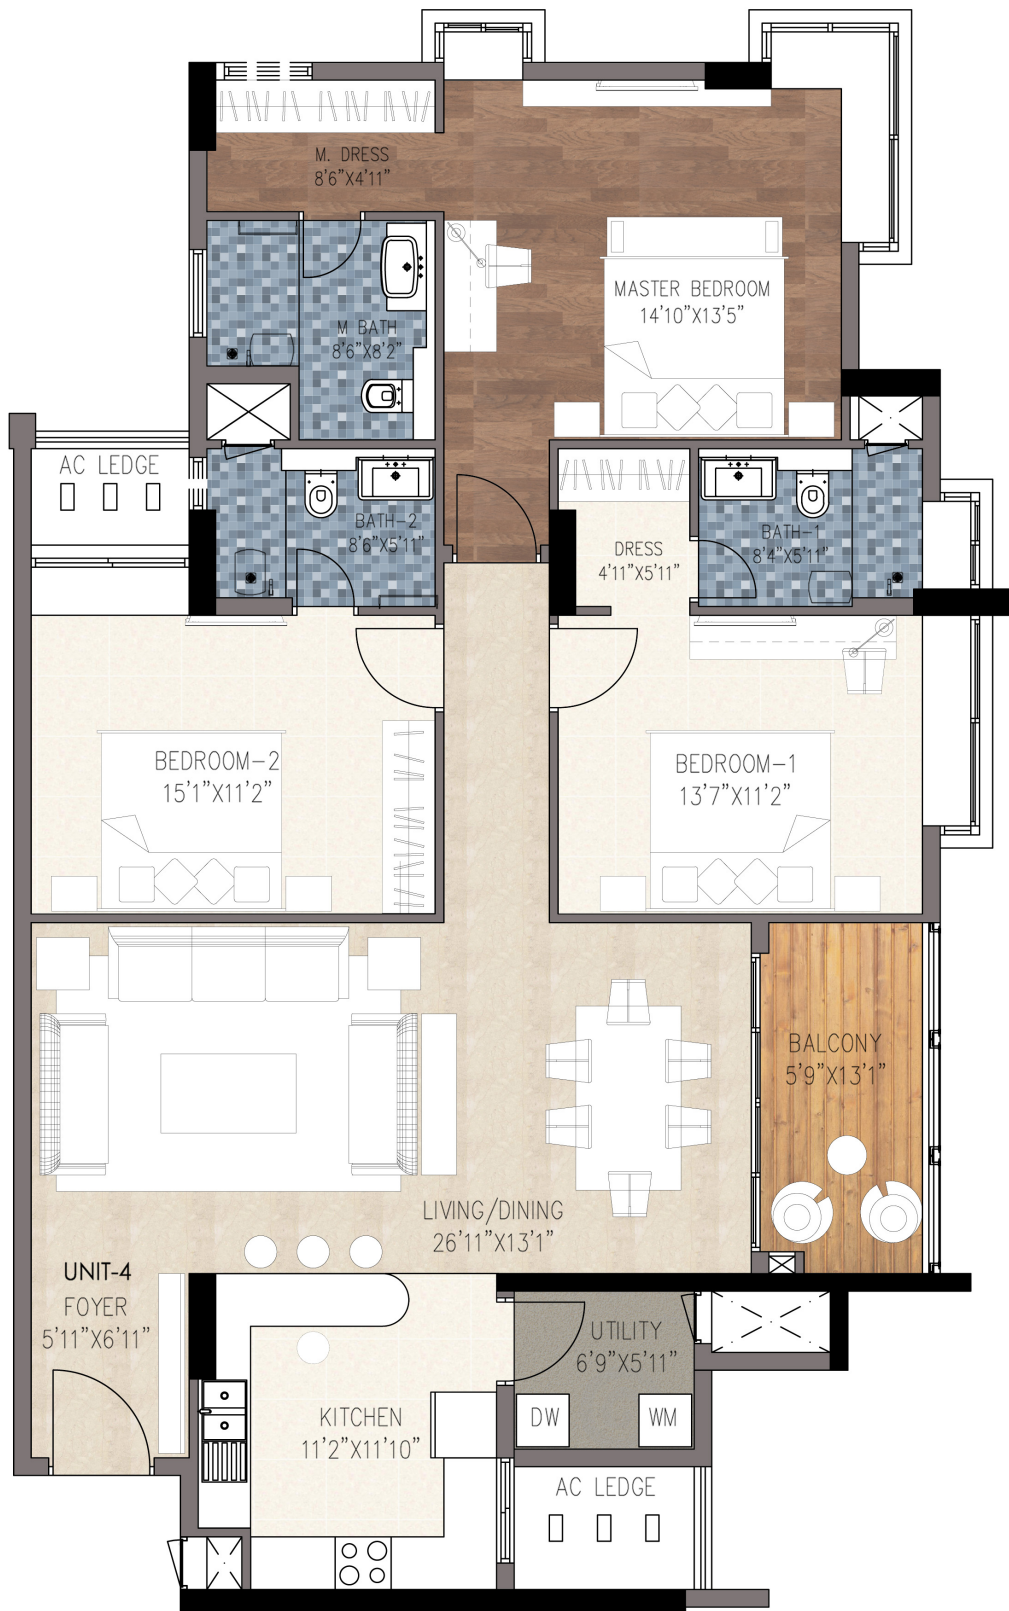 M. DRESS
8'6"X4'11"
MASTER BEDROOM
14'10"X13'5"
M BATH
8'6"X8'2"
AC LEDGE
BATH-2
8'6"X5'11"
DRESS
4'11"X5'11"
BATH-1
8'4"X5'11"
BEDROOM-2
15'1"X11'2"
BEDROOM-1
13'7"X11'2"
BALCONY
5'9"X13'1"
LIVING/DINING
26'11"X13'1"
UNIT-4
FOYER
5'11"X6'11"
UTILITY
6'9"X5'11"
DW
WM
KITCHEN
11'2"X11'10"
AC LEDGE